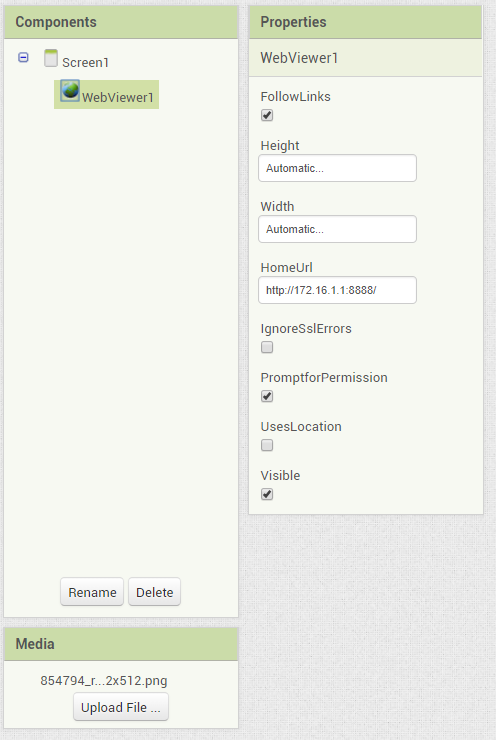 Components
Screen1
WebViewer1
Rename
Delete
Media
854794_r...2x512.png
Upload File ...
Properties
WebViewer1
FollowLinks
Height
Automatic...
Width
Automatic...
HomeUrl
http://172.16.1.1:8888/
IgnoreSslErrors
PromptforPermission
UsesLocation
Visible